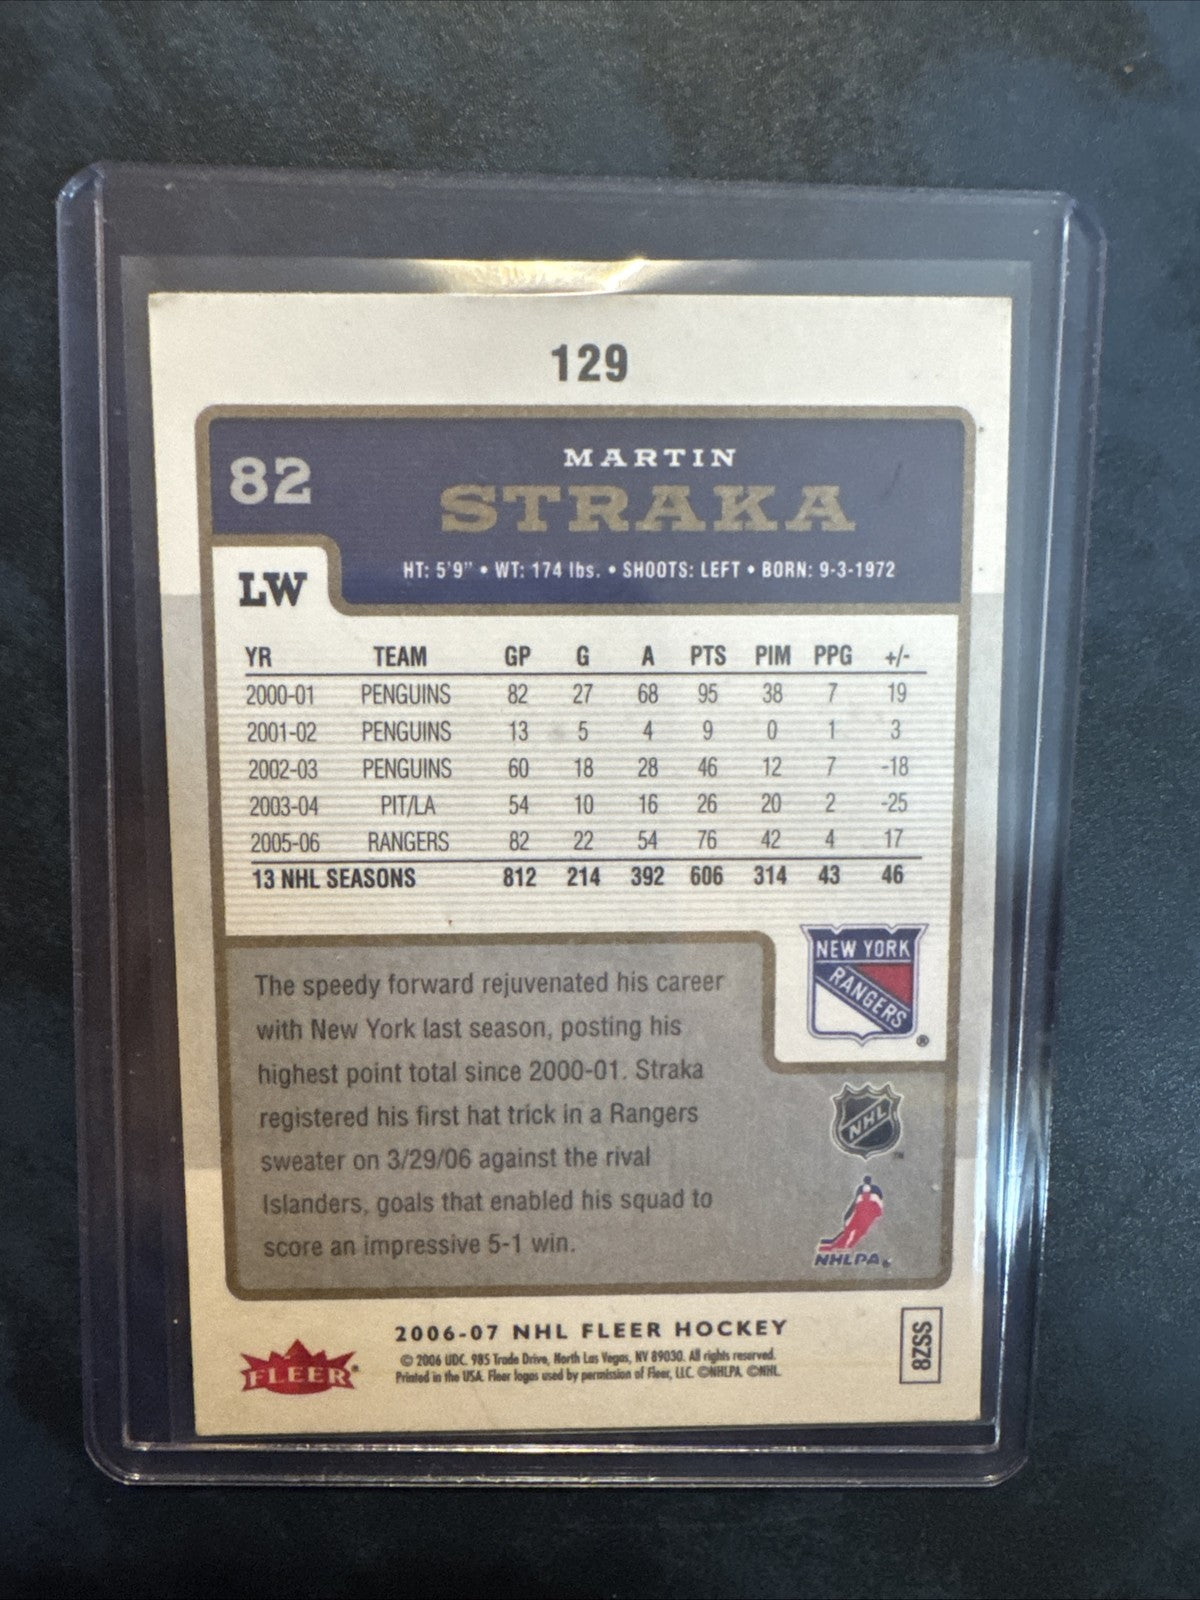 129
82
MARTIN
STRAKA
LW
HT: 5'9" • WT: 174 lbs. • SHOOTS: LEFT • BORN: 9-3-1972
YR TEAM GP G A PTS PIM PPG +/-
2000-01 PENGUINS 82 27 68 95 38 7 19
2001-02 PENGUINS 13 5 4 9 0 1 3
2002-03 PENGUINS 60 18 28 46 12 7 -18
2003-04 PIT/LA 54 10 16 26 20 2 -25
2005-06 RANGERS 82 22 54 76 42 4 17
13 NHL SEASONS 812 214 392 606 314 43 46
NEW YORK
RANGERS
®
The speedy forward rejuvenated his career
with New York last season, posting his
highest point total since 2000-01. Straka
registered his first hat trick in a Rangers
sweater on 3/29/06 against the rival
Islanders, goals that enabled his squad to
score an impressive 5-1 win.
NHL
™
NHLPA®
FLEER®
2006-07 NHL FLEER HOCKEY
© 2006 UDC. 985 Trade Drive, North Las Vegas, NV 89030. All rights reserved.
Printed in the USA. Fleer logos used by permission of Fleer, LLC. ©NHLPA. ©NHL.
8ZSS